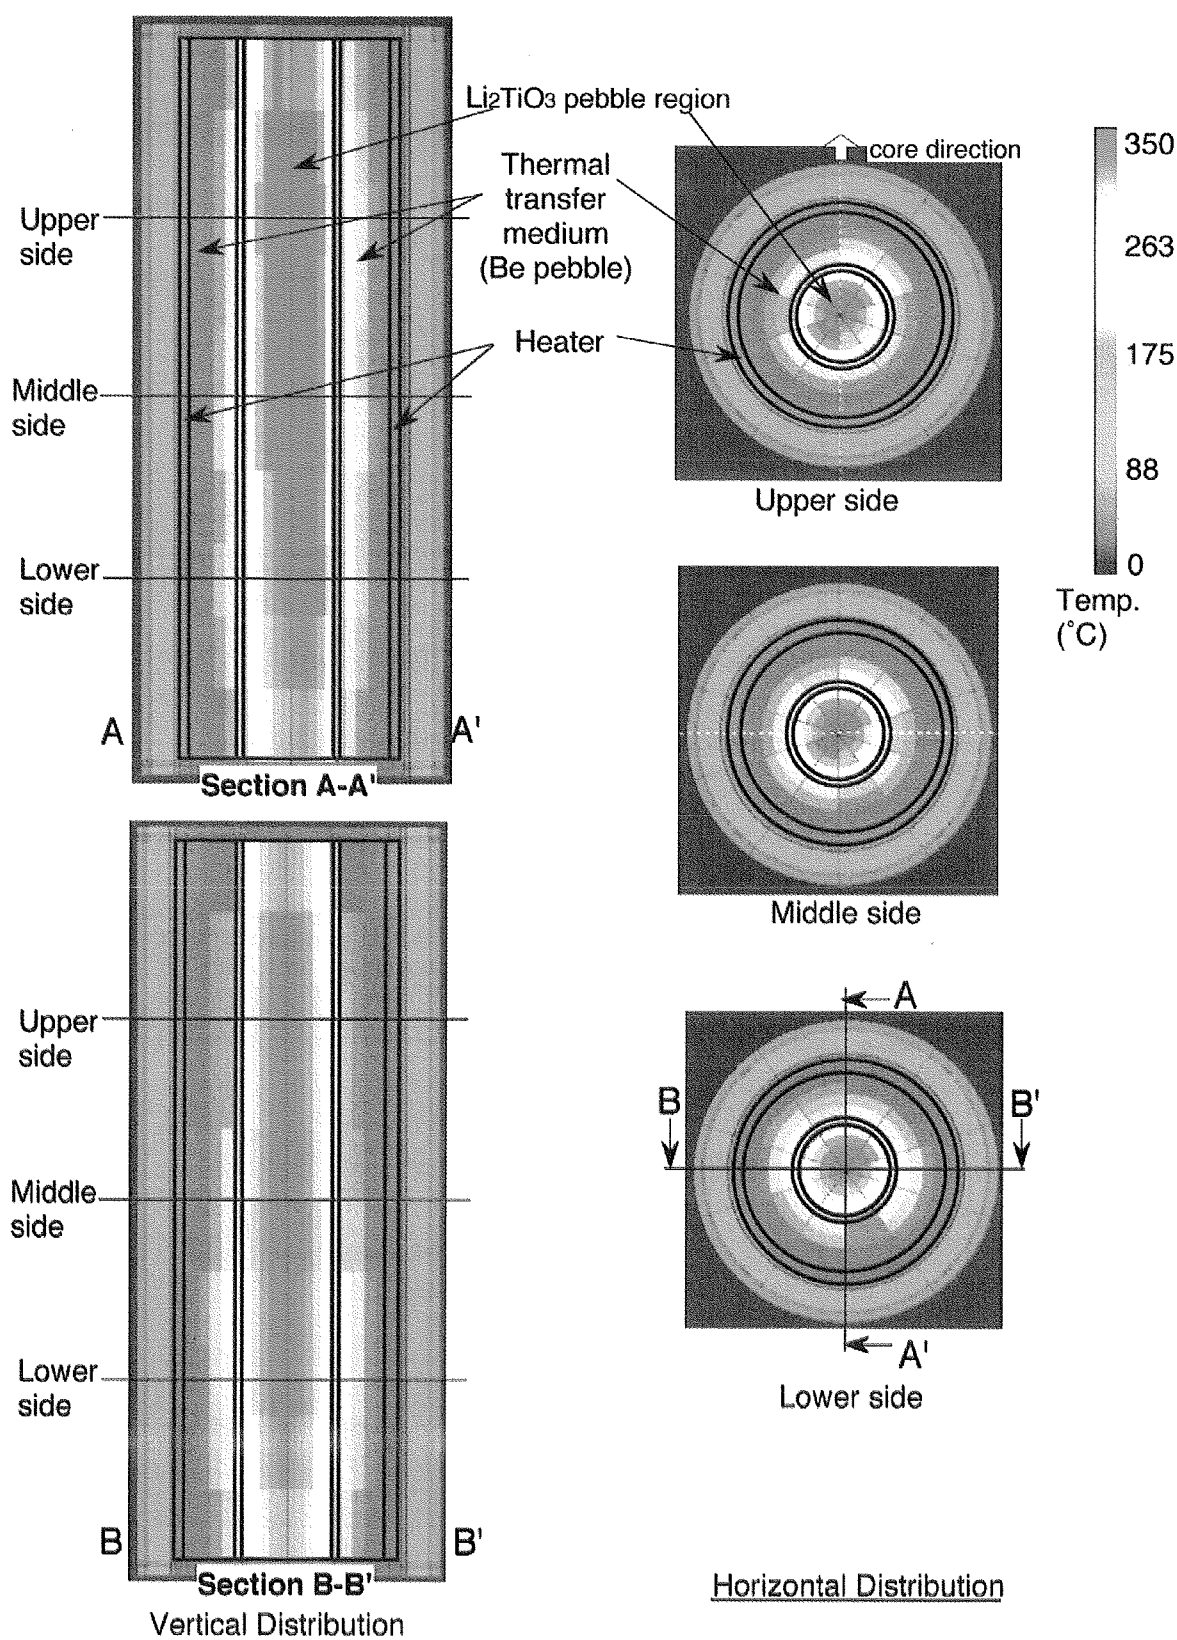 Li2TiO3 pebble region
Thermal
transfer
medium
(Be pebble)
Heater
Upper
side
Middle
side
Lower
side
A
A'
Section A-A'
core direction
Upper side
350
263
175
88
0
Temp.
(°C)
Middle side
Upper
side
Middle
side
Lower
side
B
B'
Section B-B'
Vertical Distribution
A
B
B'
A'
Lower side
Horizontal Distribution